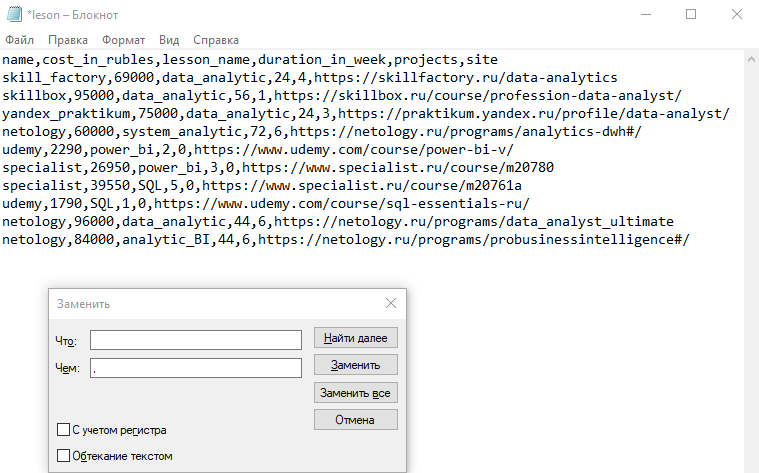 *leson – Блокнот
Файл Правка Формат Вид Справка
name,cost_in_rubles,lesson_name,duration_in_week,projects,site
skill_factory,69000,data_analytic,24,4,https://skillfactory.ru/data-analytics
skillbox,95000,data_analytic,56,1,https://skillbox.ru/course/profession-data-analyst/
yandex_praktikum,75000,data_analytic,24,3,https://praktikum.yandex.ru/profile/data-analyst/
netology,60000,system_analytic,72,6,https://netology.ru/programs/analytics-dwh#/
udemy,2290,power_bi,2,0,https://www.udemy.com/course/power-bi-v/
specialist,26950,power_bi,3,0,https://www.specialist.ru/course/m20780
specialist,39550,SQL,5,0,https://www.specialist.ru/course/m20761a
udemy,1790,SQL,1,0,https://www.udemy.com/course/sql-essentials-ru/
netology,96000,data_analytic,44,6,https://netology.ru/programs/data_analyst_ultimate
netology,84000,analytic_BI,44,6,https://netology.ru/programs/probusinessintelligence#/
Заменить
Что: Найти далее
Чем: , Заменить
Заменить все
Отмена
С учетом регистра
Обтекание текстом